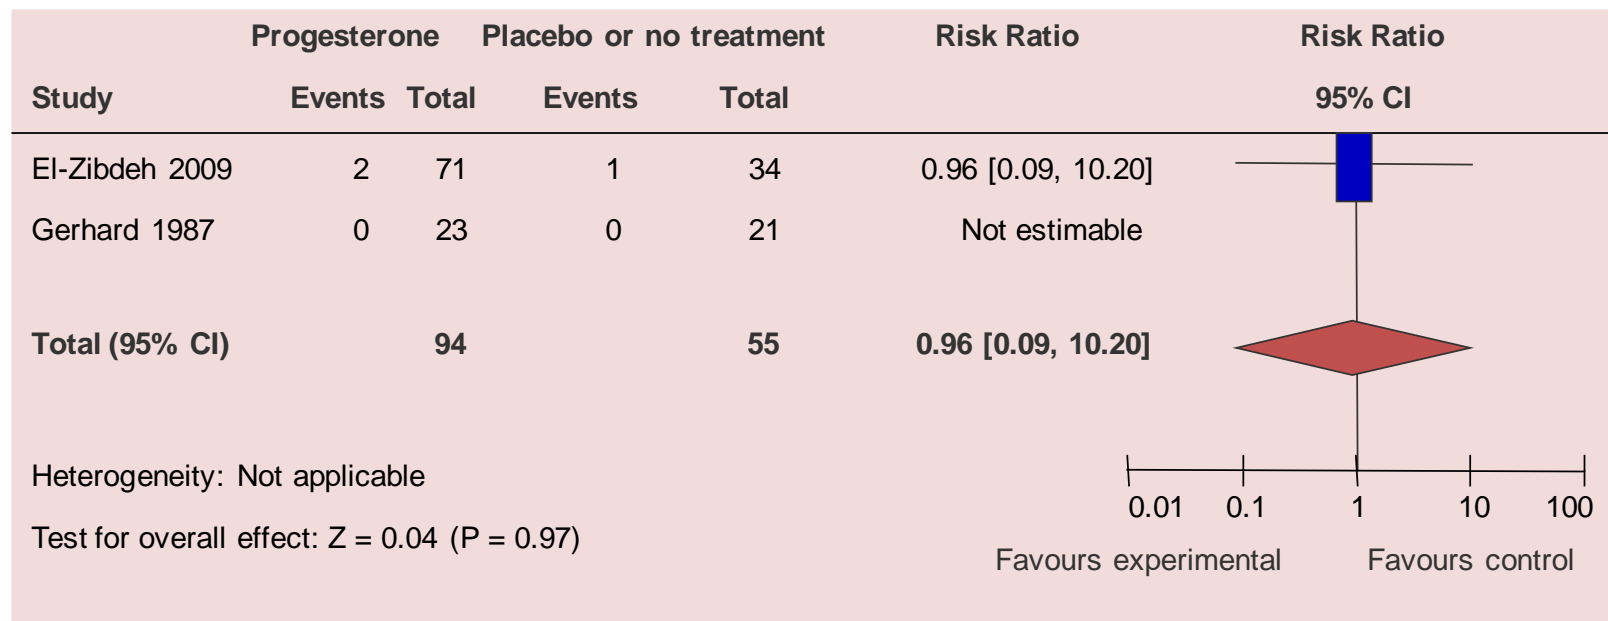 Progesterone Placebo or no treatment Risk Ratio Risk Ratio
Study Events Total Events Total 95% CI
El-Zibdeh 2009 2 71 1 34 0.96 [0.09, 10.20]
Gerhard 1987 0 23 0 21 Not estimable
Total (95% CI) 94 55 0.96 [0.09, 10.20]
Heterogeneity: Not applicable
0.01 0.1 1 10 100
Test for overall effect: Z = 0.04 (P = 0.97)
Favours experimental Favours control